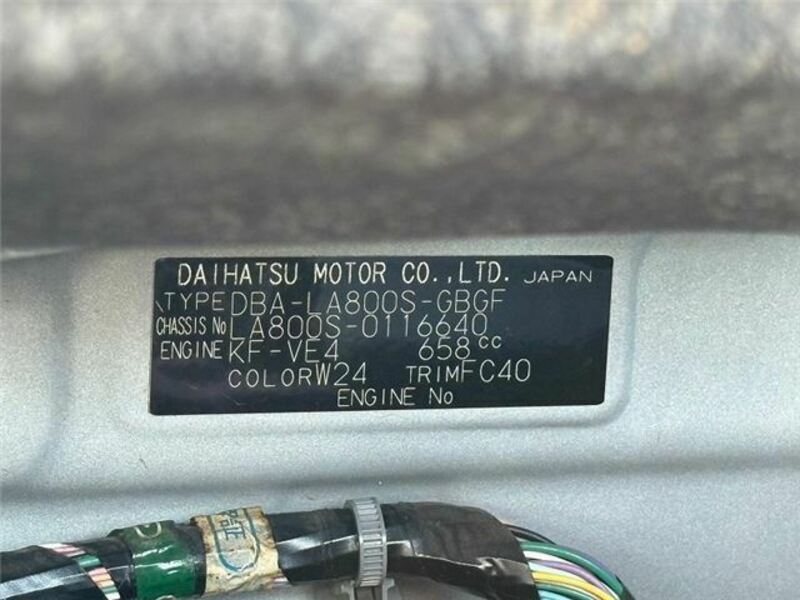 DAIHATSU MOTOR CO.,LTD. JAPAN
TYPE DBA-LA800S-GBGF
CHASSIS No LA800S-0116640
ENGINE KF-VE4 658cc
COLOR W24 TRIM FC40
ENGINE No